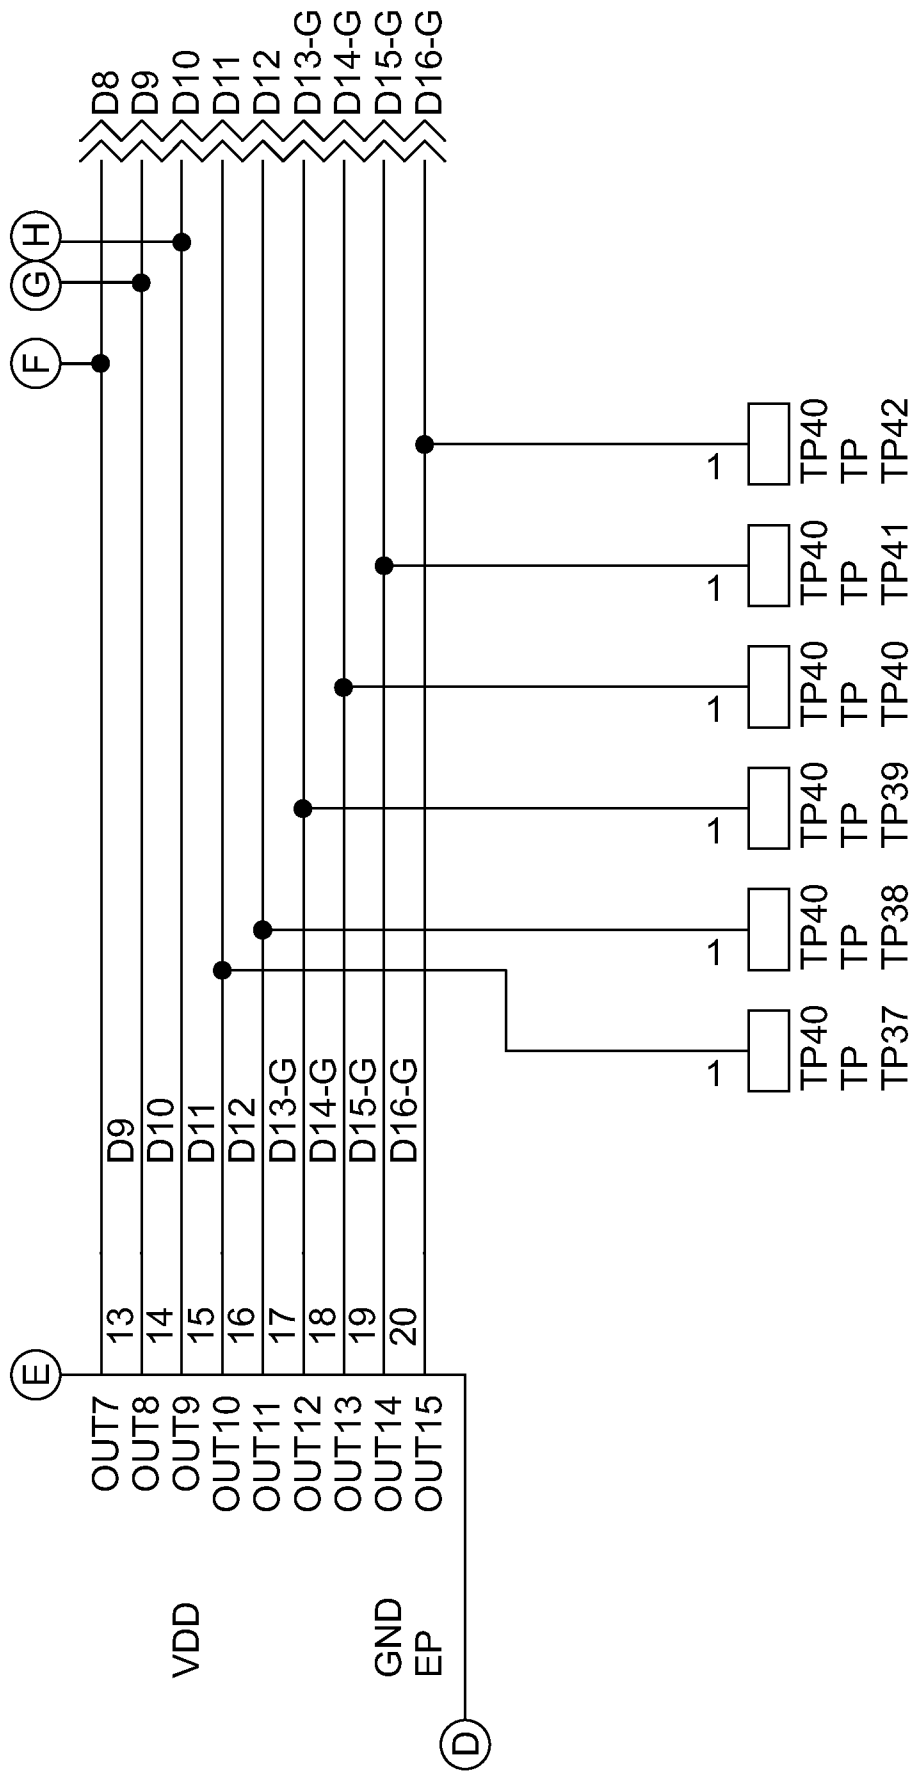 E
F
G
H
OUT7
D8
13
D9
OUT8
D9
14
D10
VDD
OUT9
D10
15
D11
OUT10
D11
16
D12
OUT11
D12
17
D13-G
OUT12
D13-G
18
D14-G
OUT13
D14-G
19
D15-G
GND
OUT14
D15-G
20
D16-G
EP
OUT15
D16-G
D
1
1
1
1
1
1
TP40
TP40
TP40
TP40
TP40
TP40
TP
TP
TP
TP
TP
TP
TP37
TP38
TP39
TP40
TP41
TP42